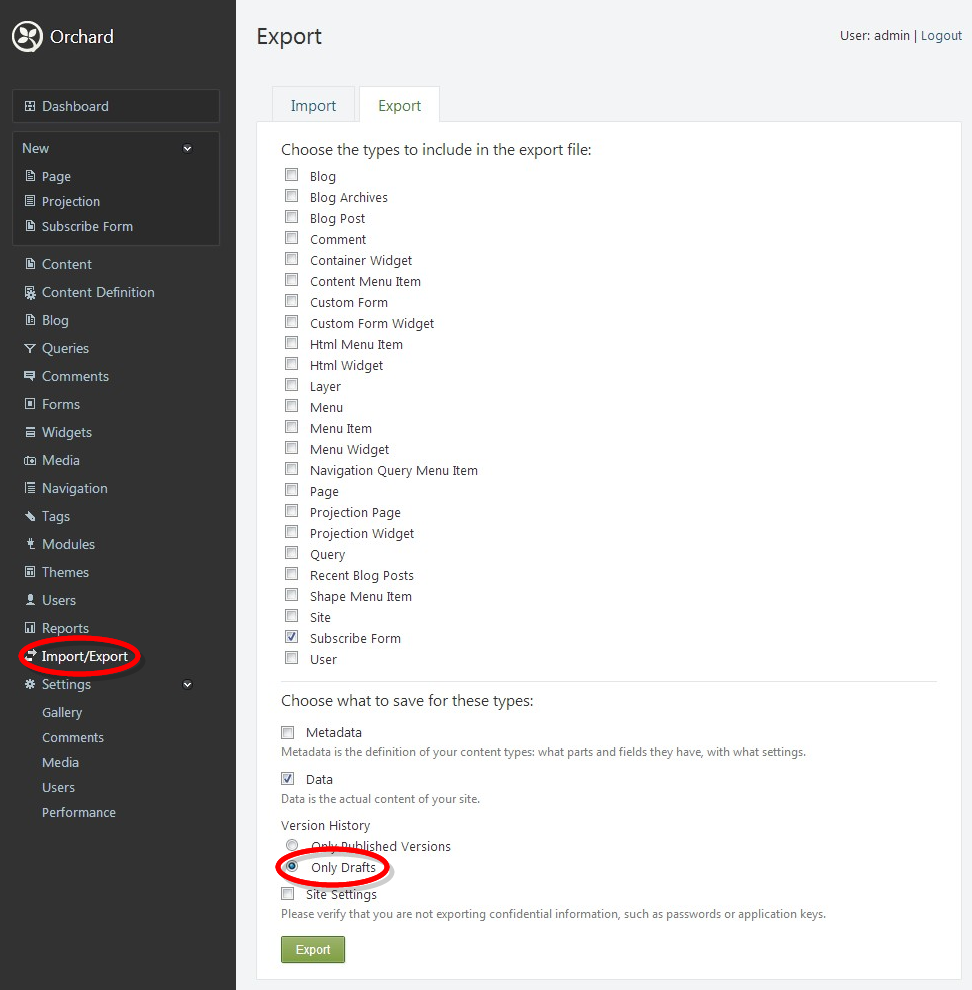 Orchard
Export
User: admin | Logout
Dashboard
New
Page
Projection
Subscribe Form
Content
Content Definition
Blog
Queries
Comments
Forms
Widgets
Media
Navigation
Tags
Modules
Themes
Users
Reports
Import/Export
Settings
Gallery
Comments
Media
Users
Performance
Import
Export
Choose the types to include in the export file:
Blog
Blog Archives
Blog Post
Comment
Container Widget
Content Menu Item
Custom Form
Custom Form Widget
Html Menu Item
Html Widget
Layer
Menu
Menu Item
Menu Widget
Navigation Query Menu Item
Page
Projection Page
Projection Widget
Query
Recent Blog Posts
Shape Menu Item
Site
Subscribe Form
User
Choose what to save for these types:
Metadata
Metadata is the definition of your content types: what parts and fields they have, with what settings.
Data
Data is the actual content of your site.
Version History
Only Published Versions
Only Drafts
Site Settings
Please verify that you are not exporting confidential information, such as passwords or application keys.
Export